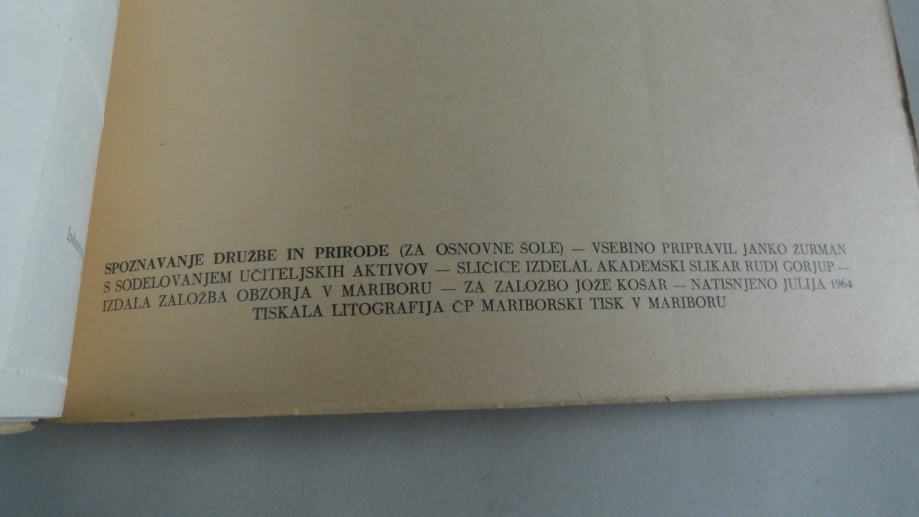 SPOZNAVANJE DRUŽBE IN PRIRODE (ZA OSNOVNE ŠOLE) — VSEBINO PRIPRAVIL JANKO ŽURMAN
S SODELOVANJEM UČITELJSKIH AKTIVOV — SLIČICE IZDELAL AKADEMSKI SLIKAR RUDI GORJUP —
IZDALA ZALOŽBA OBZORJA V MARIBORU — ZA ZALOŽBO JOŽE KOŠAR — NATISNJENO JULIJA 1964
TISKALA LITOGRAFIJA ČP MARIBORSKI TISK V MARIBORU